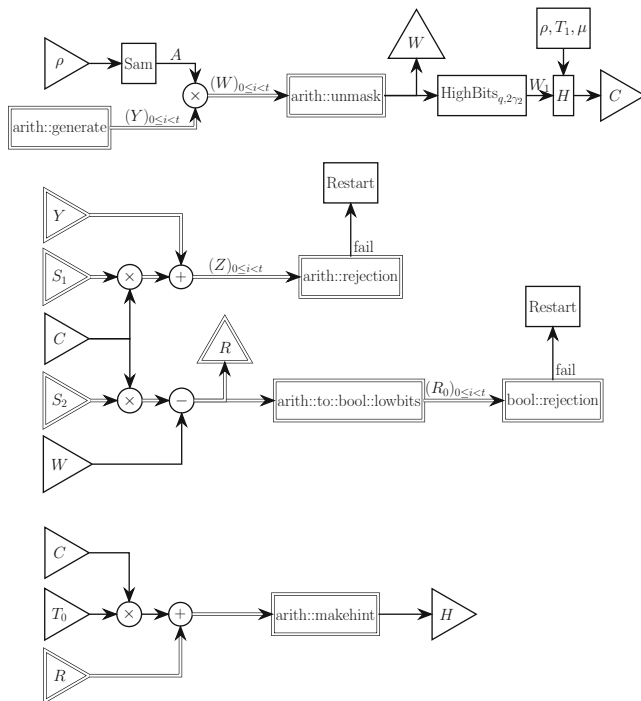 ρ, T₁, μ
W
ρ
Sam
A
×
(W)₀≤i<t
arith::unmask
HighBits_q,2γ₂
W₁
H
C
arith::generate
(Y)₀≤i<t
Restart
Y
fail
S₁
×
+
(Z)₀≤i<t
arith::rejection
Restart
C
R
fail
S₂
×
−
arith::to::bool::lowbits
(R₀)₀≤i<t
bool::rejection
W
C
T₀
×
+
arith::makehint
H
R